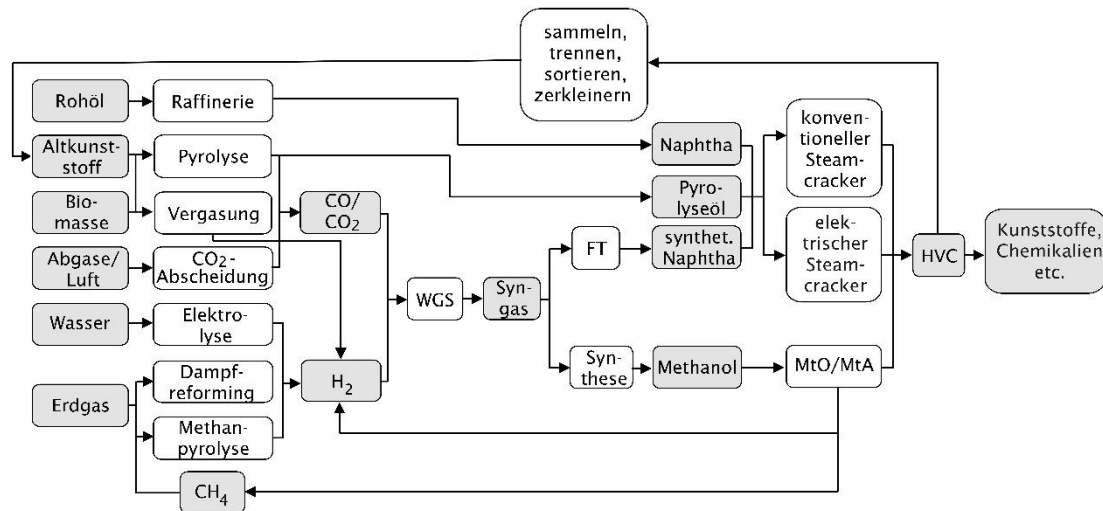 sammeln,
trennen,
sortieren,
zerkleinern
Rohöl
Raffinerie
Altkunst-
stoff
Pyrolyse
Bio-
masse
Vergasung
Abgase/
Luft
CO2-
Abscheidung
Wasser
Elektro-
lyse
Erdgas
Dampf-
reforming
Methan-
pyrolyse
CH4
CO/
CO2
H2
WGS
Syn-
gas
FT
Syn-
these
Naphtha
Pyro-
lyseöl
synthet.
Naphtha
Methanol
konven-
tioneller
Steam-
cracker
elek-
trischer
Steam-
cracker
MtO/MtA
HVC
Kunststoffe,
Chemikalien
etc.